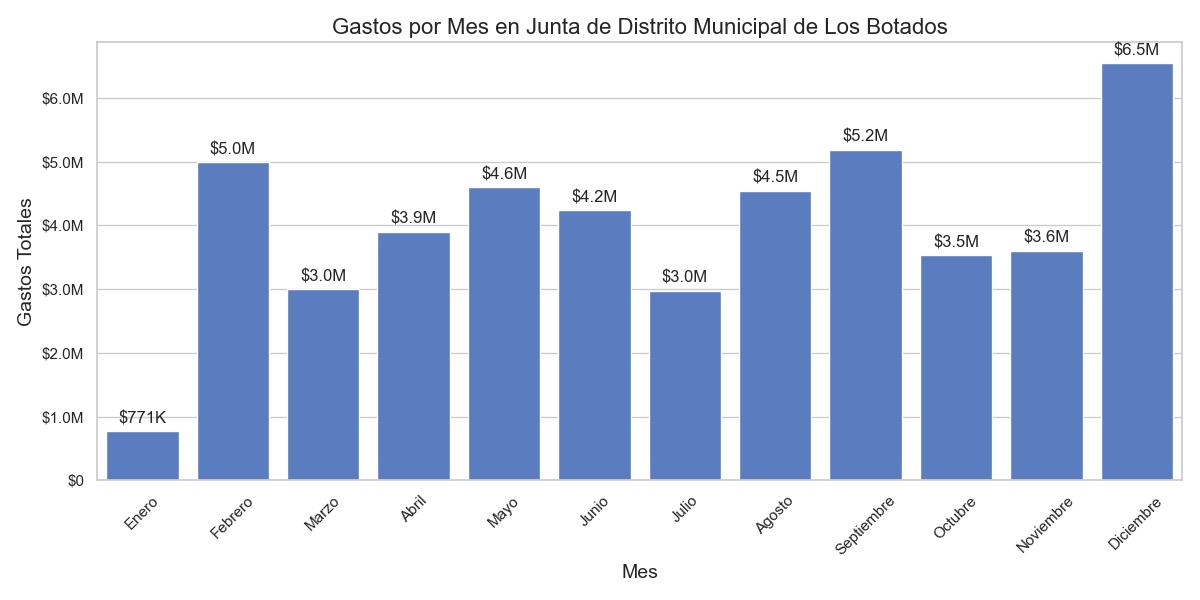 Gastos por Mes en Junta de Distrito Municipal de Los Botados
Gastos Totales
$6.0M
$5.0M
$4.0M
$3.0M
$2.0M
$1.0M
$0
$771K
$5.0M
$3.0M
$3.9M
$4.6M
$4.2M
$3.0M
$4.5M
$5.2M
$3.5M
$3.6M
$6.5M
Enero
Febrero
Marzo
Abril
Mayo
Junio
Julio
Agosto
Septiembre
Octubre
Noviembre
Diciembre
Mes